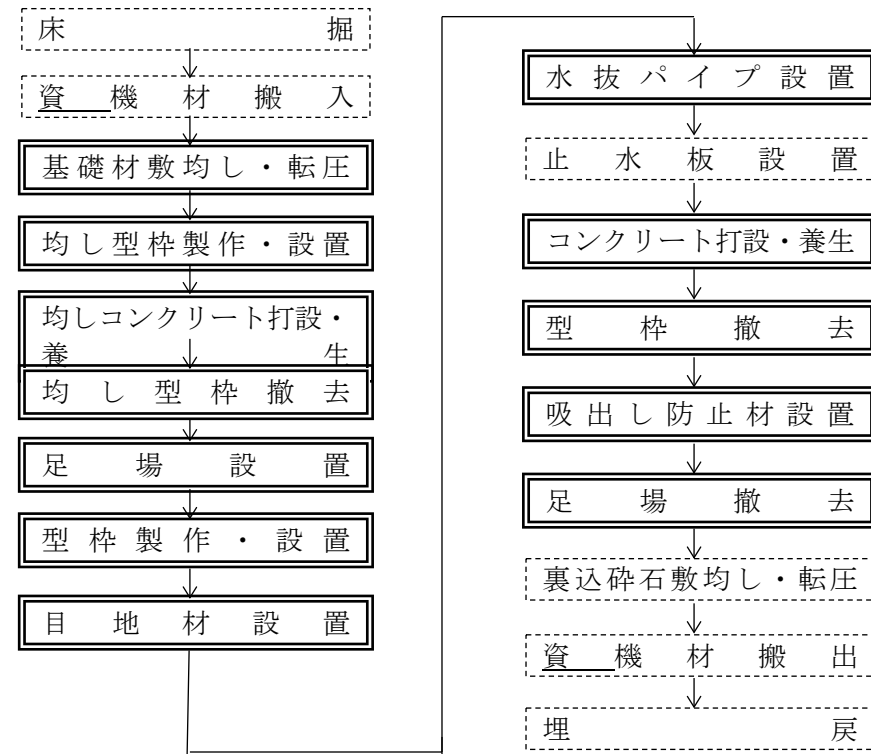 床掘
資機材搬入
基礎材敷均し・転圧
均し型枠製作・設置
均しコンクリート打設・
養生
均し型枠撤去
足場設置
型枠製作・設置
目地材設置
水抜パイプ設置
止水板設置
コンクリート打設・養生
型枠撤去
吸出し防止材設置
足場撤去
裏込砕石敷均し・転圧
資機材搬出
埋戻